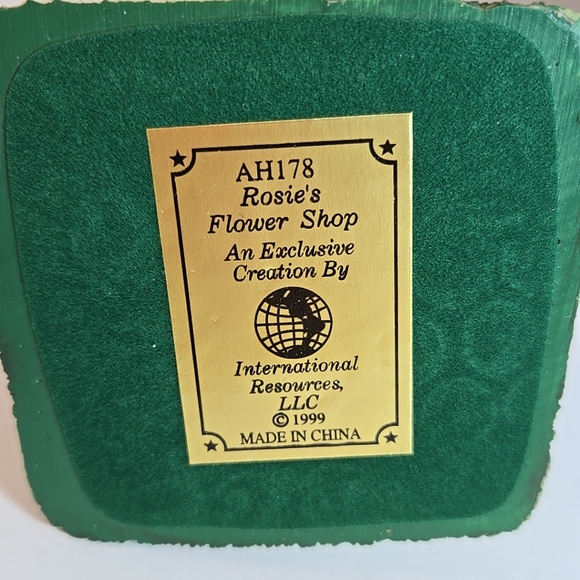 AH178
Rosie's
Flower Shop
An Exclusive
Creation By
International
Resources,
LLC
© 1999
MADE IN CHINA